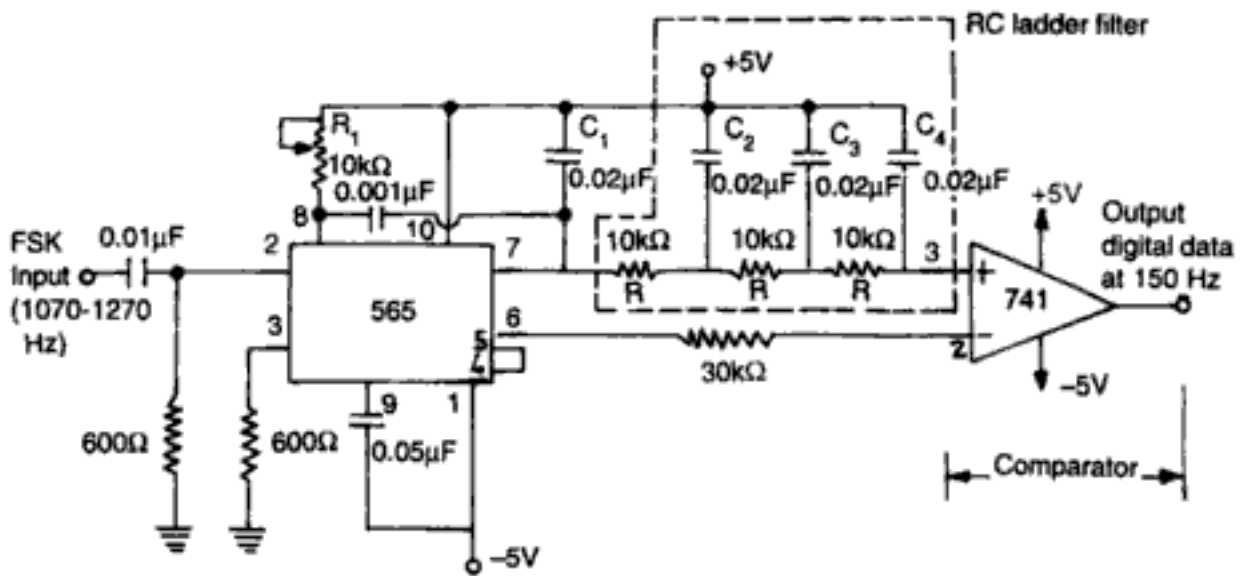 RC ladder filter
+5V
R1
10kΩ
0.001μF
C1
0.02μF
C2
0.02μF
C3
0.02μF
C4
0.02μF
+5V
Output
digital data
at 150 Hz
FSK
Input
(1070-1270
Hz)
0.01μF
2
8
10
7
10kΩ
R
10kΩ
R
10kΩ
R
3
+
741
565
3
6
5
4
30kΩ
2
−
−5V
9
1
600Ω
600Ω
0.05μF
Comparator
−5V